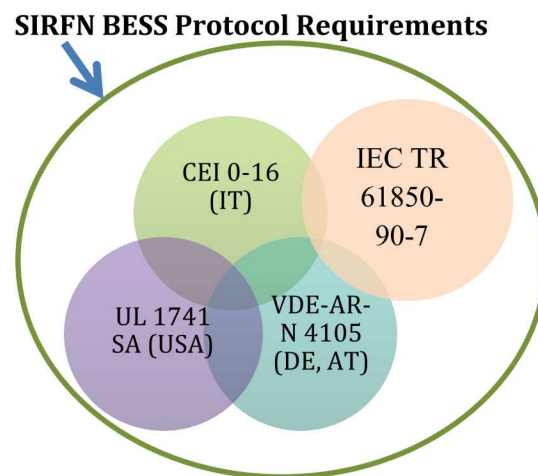 SIRFN BESS Protocol Requirements
CEI 0-16
(IT)
IEC TR
61850-
90-7
UL 1741
SA (USA)
VDE-AR-
N 4105
(DE, AT)